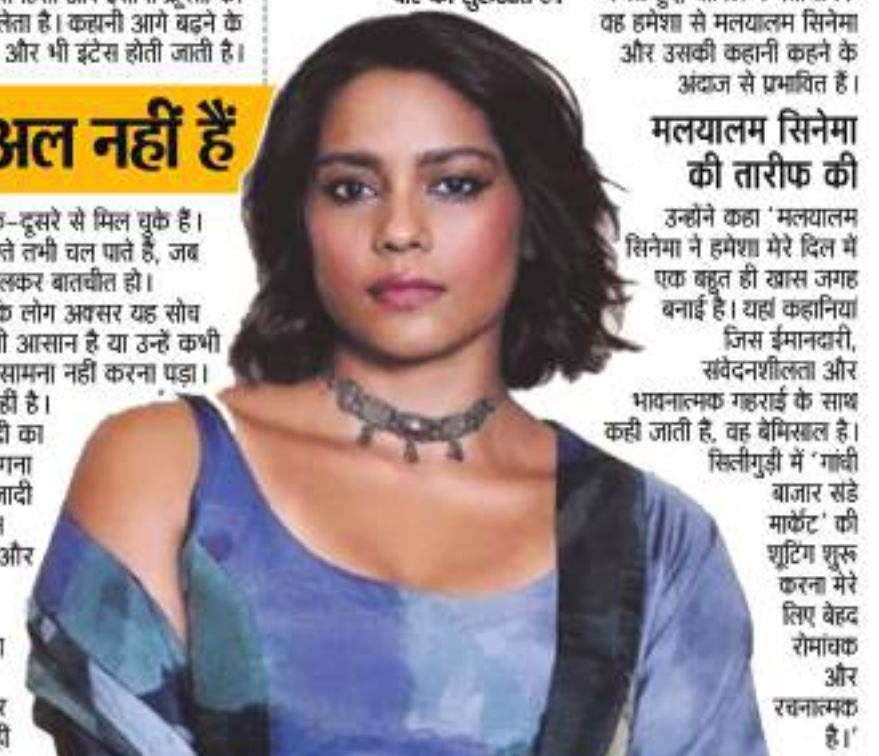 लेता है। कहानी आगे बढ़ने के
और भी इंटेंस होती जाती है।
नहीं हैं
-दूसरे से मिल चुके हैं।
तभी चल पाते हैं, जब
बातचीत हो।
लोग अक्सर यह सोच
आसान है या उन्हें कभी
सामना नहीं करना पड़ा।
है।
का
और
वह हमेशा से मलयालम सिनेमा
और उसकी कहानी कहने के
अंदाज से प्रभावित हैं।
मलयालम सिनेमा
की तारीफ की
उन्होंने कहा 'मलयालम
सिनेमा ने हमेशा मेरे दिल में
एक बहुत ही खास जगह
बनाई है। यहां कहानियां
जिस ईमानदारी,
संवेदनशीलता और
भावनात्मक गहराई के साथ
कही जाती हैं, वह बेमिसाल है।
सिलीगुड़ी में 'गांधी
बाजार संडे
मार्केट' की
शूटिंग शुरू
करना मेरे
लिए बेहद
रोमांचक
और
रचनात्मक
है।'